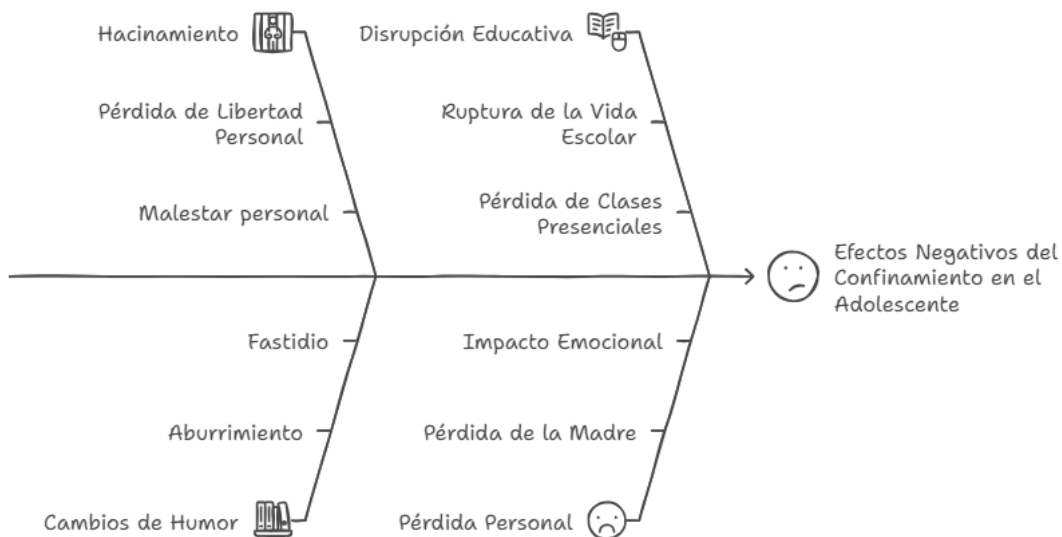 Hacinamiento
Pérdida de Libertad
Personal
Malestar personal
Disrupción Educativa
Ruptura de la Vida
Escolar
Pérdida de Clases
Presenciales
Efectos Negativos del
Confinamiento en el
Adolescente
Fastidio
Aburrimiento
Cambios de Humor
Impacto Emocional
Pérdida de la Madre
Pérdida Personal